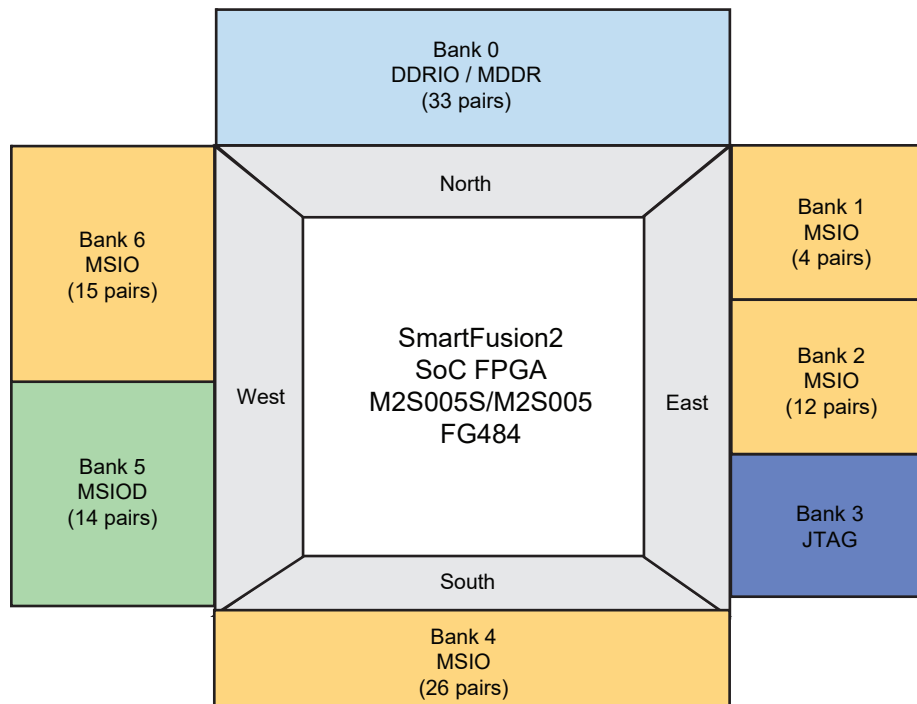 Bank 0
DDRIO / MDDR
(33 pairs)
North
Bank 1
MSIO
(4 pairs)
Bank 6
MSIO
(15 pairs)
SmartFusion2
SoC FPGA
M2S005S/M2S005
FG484
Bank 2
MSIO
(12 pairs)
West
East
Bank 5
MSIOD
(14 pairs)
Bank 3
JTAG
South
Bank 4
MSIO
(26 pairs)